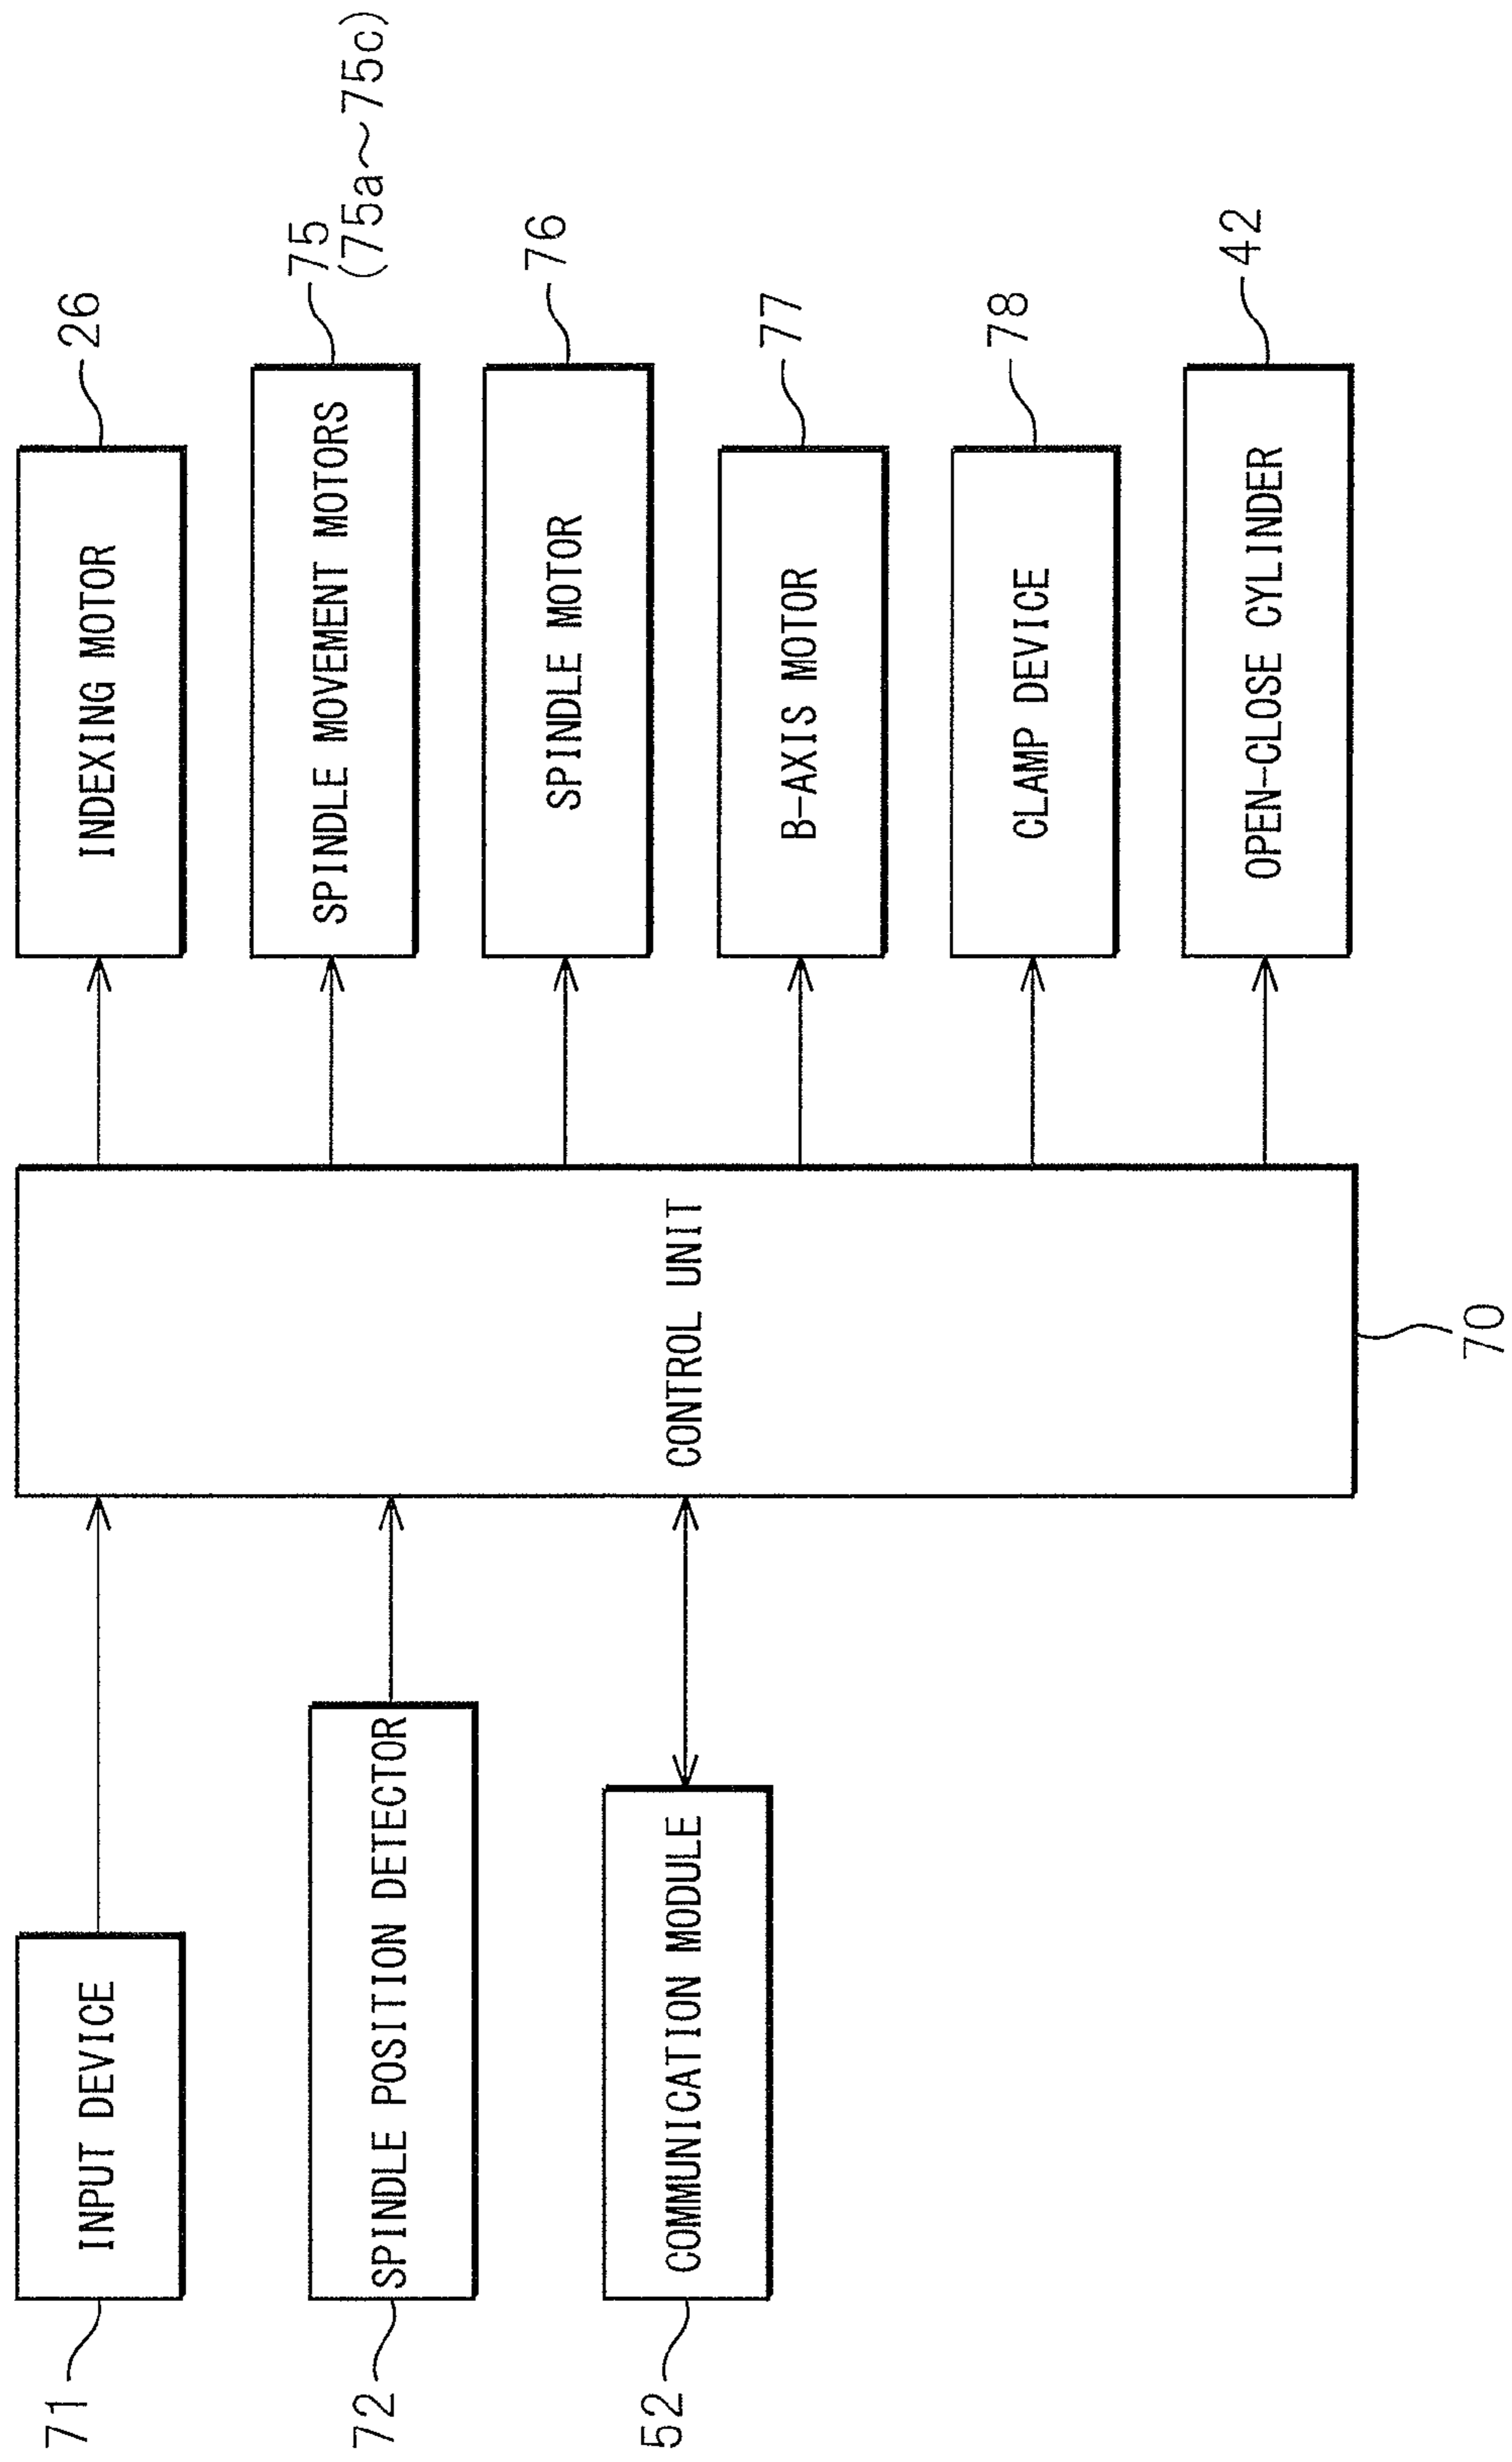 71
INPUT DEVICE
72
SPINDLE POSITION DETECTOR
52
COMMUNICATION MODULE
CONTROL UNIT
70
INDEXING MOTOR
26
SPINDLE MOVEMENT MOTORS
75
(75a～75c)
SPINDLE MOTOR
76
B-AXIS MOTOR
77
CLAMP DEVICE
78
OPEN-CLOSE CYLINDER
42